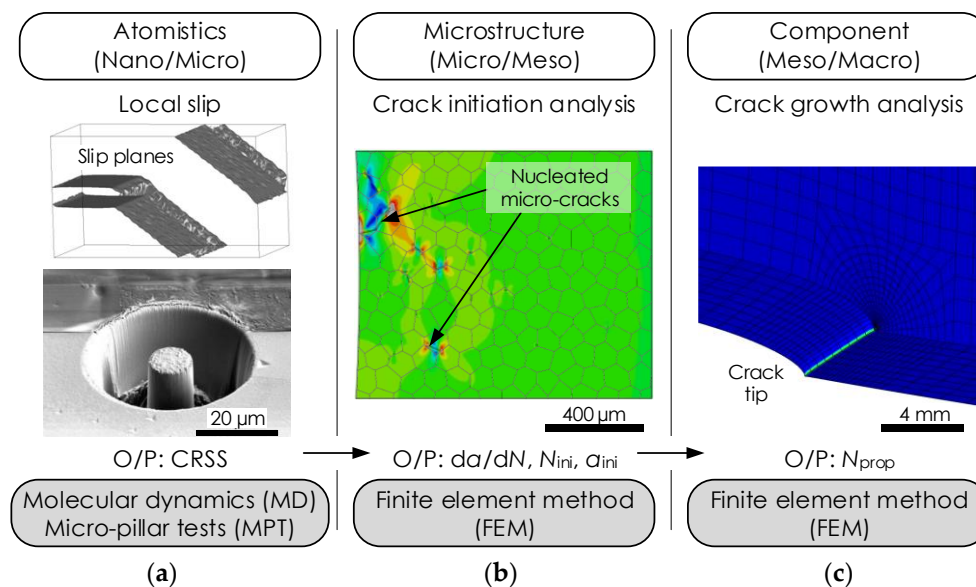 Atomistics
(Nano/Micro)
Local slip
Slip planes
20 µm
O/P: CRSS
Molecular dynamics (MD)
Micro-pillar tests (MPT)
(a)
Microstructure
(Micro/Meso)
Crack initiation analysis
Nucleated
micro-cracks
400 µm
O/P: da/dN, Nini, aini
Finite element method
(FEM)
(b)
Component
(Meso/Macro)
Crack growth analysis
Crack
tip
4 mm
O/P: Nprop
Finite element method
(FEM)
(c)